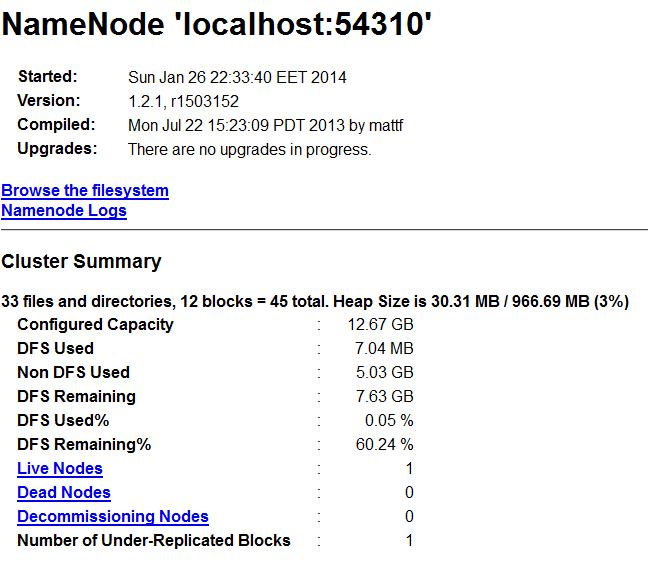 NameNode 'localhost:54310'
Started: Sun Jan 26 22:33:40 EET 2014
Version: 1.2.1, r1503152
Compiled: Mon Jul 22 15:23:09 PDT 2013 by mattf
Upgrades: There are no upgrades in progress.
Browse the filesystem
Namenode Logs
Cluster Summary
33 files and directories, 12 blocks = 45 total. Heap Size is 30.31 MB / 966.69 MB (3%)
Configured Capacity : 12.67 GB
DFS Used : 7.04 MB
Non DFS Used : 5.03 GB
DFS Remaining : 7.63 GB
DFS Used% : 0.05 %
DFS Remaining% : 60.24 %
Live Nodes : 1
Dead Nodes : 0
Decommissioning Nodes : 0
Number of Under-Replicated Blocks : 1